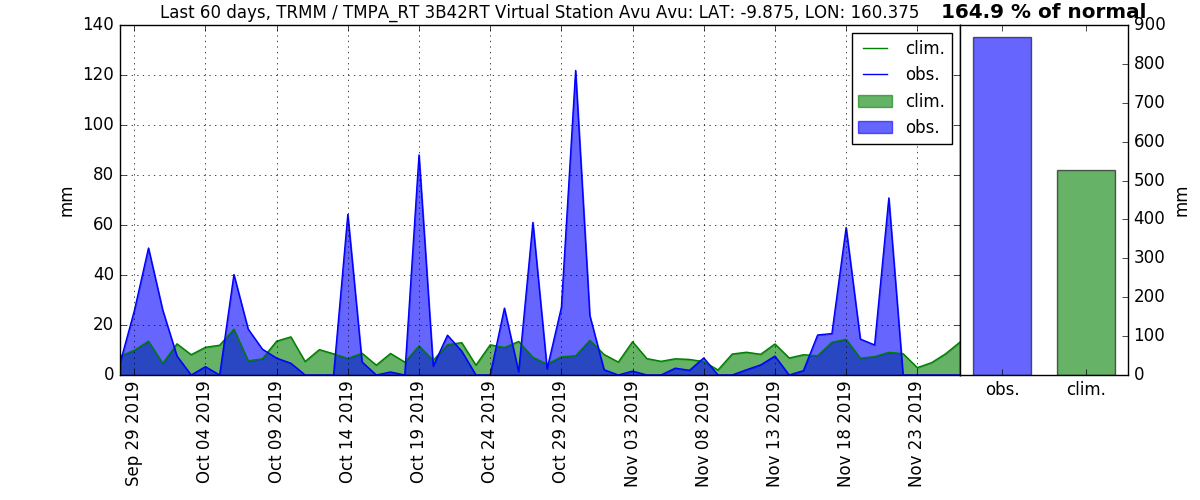 Last 60 days, TRMM / TMPA_RT 3B42RT Virtual Station Avu Avu: LAT: -9.875, LON: 160.375
164.9 % of normal
140
120
100
80
60
40
20
0
mm
clim.
obs.
clim.
obs.
Sep 29 2019
Oct 04 2019
Oct 09 2019
Oct 14 2019
Oct 19 2019
Oct 24 2019
Oct 29 2019
Nov 03 2019
Nov 08 2019
Nov 13 2019
Nov 18 2019
Nov 23 2019
900
800
700
600
500
400
300
200
100
0
mm
obs.
clim.